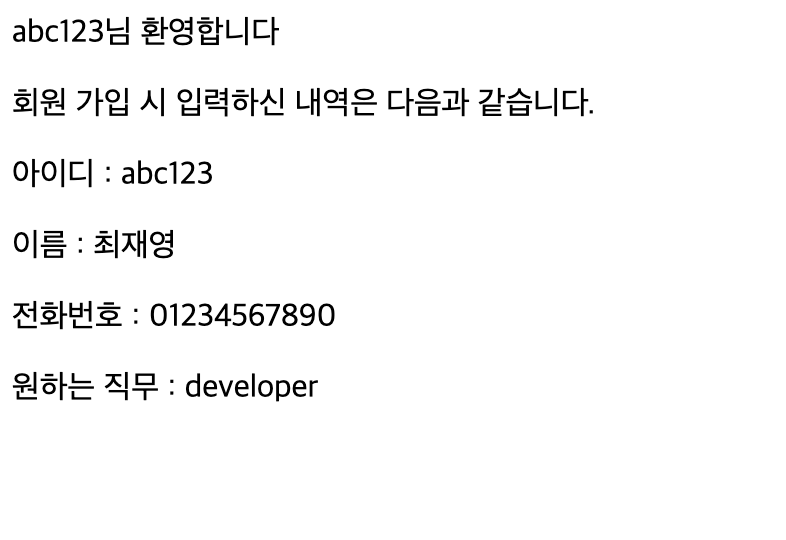 abc123님 환영합니다
회원 가입 시 입력하신 내역은 다음과 같습니다.
아이디 : abc123
이름 : 최재영
전화번호 : 01234567890
원하는 직무 : developer